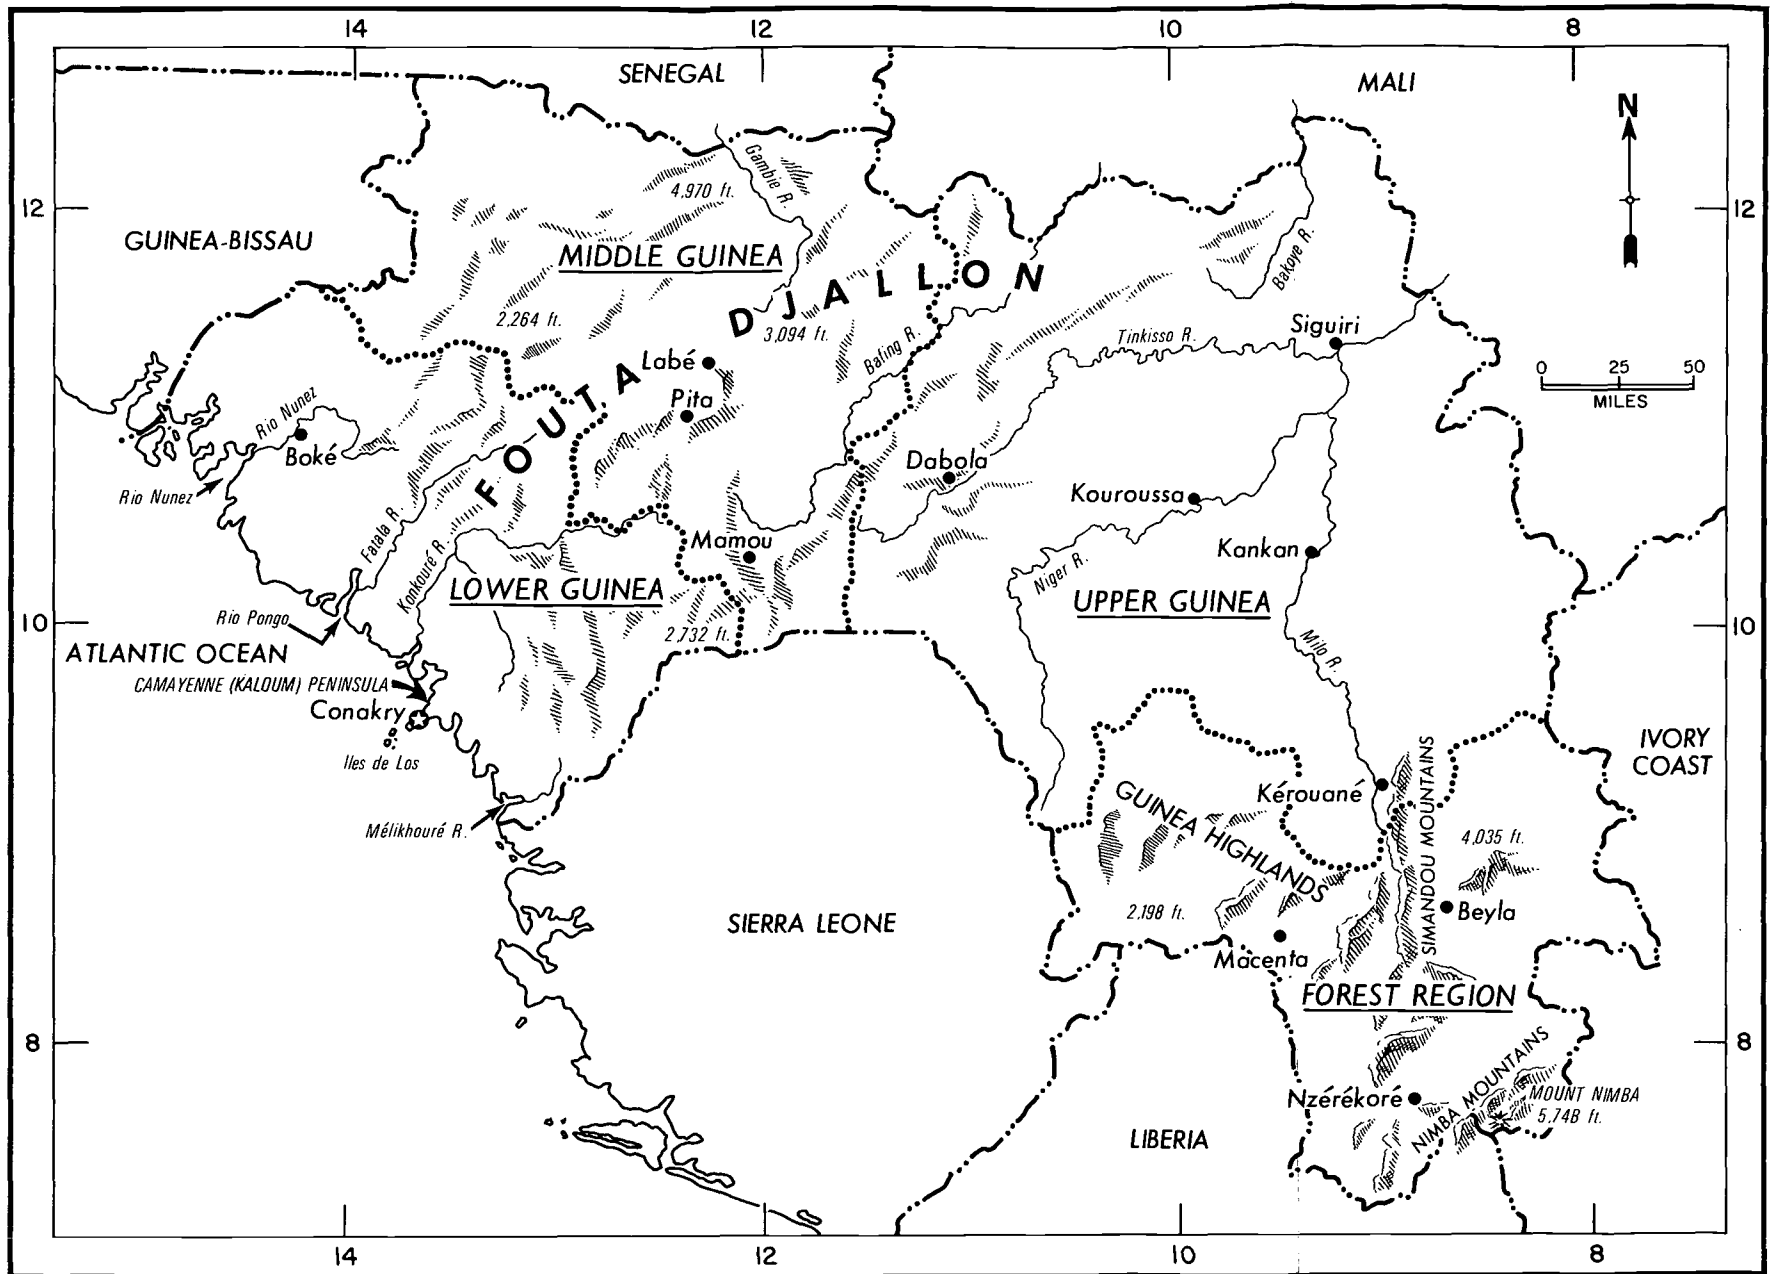 14 12 10 8
SENEGAL
MALI
N
Gambie R.
4,970 ft.
12 12
GUINEA-BISSAU
MIDDLE GUINEA
Bakoye R.
FOUTA DJALLON
2,264 ft.
3,094 ft.
Siguiri
Tinkisso R.
Bafing R.
Labé
0 25 50
MILES
Pita
Rio Nunez
Boké
Dabola
Rio Nunez
Kouroussa
Fatala R.
Konkouré R.
Mamou
Kankan
Niger R.
LOWER GUINEA
UPPER GUINEA
Rio Pongo
10 10
2,732 ft.
Milo R.
ATLANTIC OCEAN
CAMAYENNE (KALOUM) PENINSULA
Conakry
IVORY
COAST
Iles de Los
SIMANDOU MOUNTAINS
Kérouané
GUINEA HIGHLANDS
Mélikhouré R.
4,035 ft.
2,198 ft.
Beyla
SIERRA LEONE
Macenta
FOREST REGION
8 8
NIMBA MOUNTAINS
Nzérékoré
MOUNT NIMBA
5,748 ft.
LIBERIA
14 12 10 8